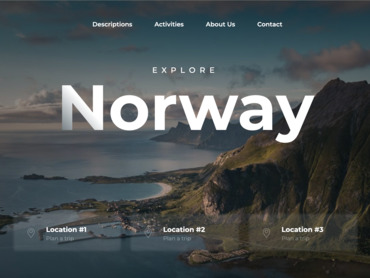 Descriptions Activities About Us Contact
EXPLORE
Norway
Location #1 Location #2 Location #3
Plan a trip Plan a trip Plan a trip